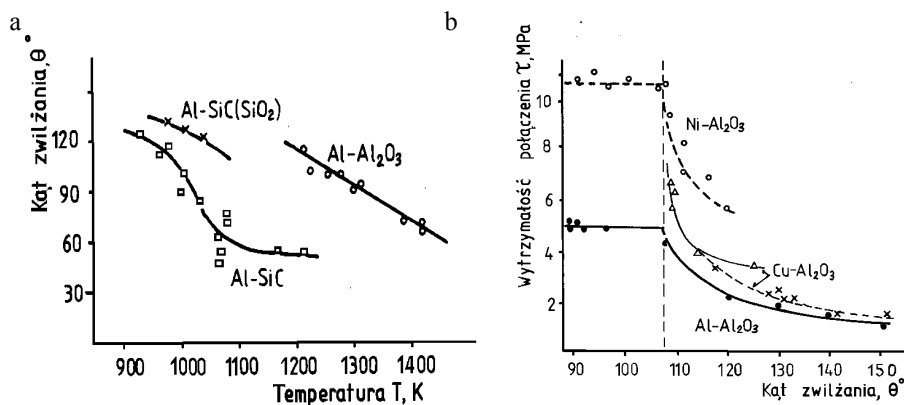 a
Kąt zwilżania, θ°
120
90
60
30
Al-SiC(SiO₂)
Al-Al₂O₃
Al-SiC
900 1000 1100 1200 1300 1400
Temperatura T, K
b
Wytrzymałość połączenia τ, MPa
10
8
6
4
2
Ni-Al₂O₃
Cu-Al₂O₃
Al-Al₂O₃
90 100 110 120 130 140 150
Kąt zwilżania, θ°